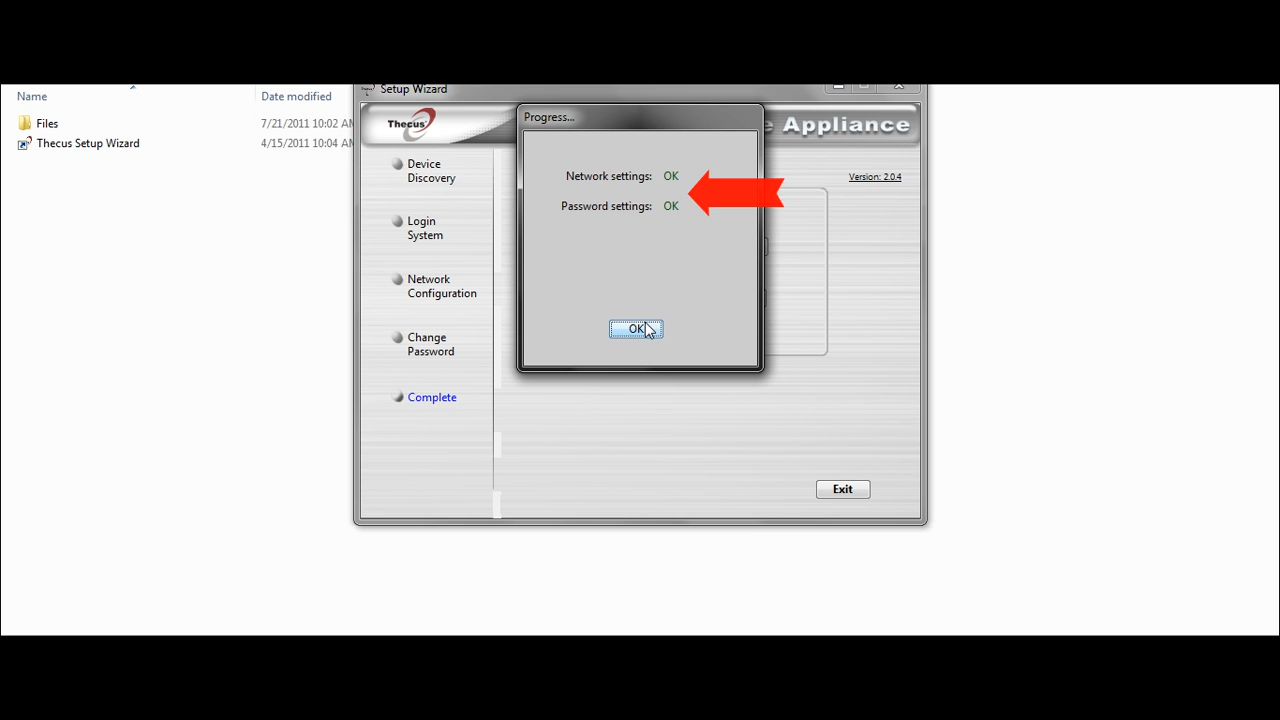 Name
Date modified
Files
7/21/2011 10:02 AM
Thecus Setup Wizard
4/15/2011 10:04 AM
Setup Wizard
Thecus
Appliance
Version: 2.0.4
Device
Discovery
Login
System
Network
Configuration
Change
Password
Complete
Progress...
Network settings: OK
Password settings: OK
OK
Exit